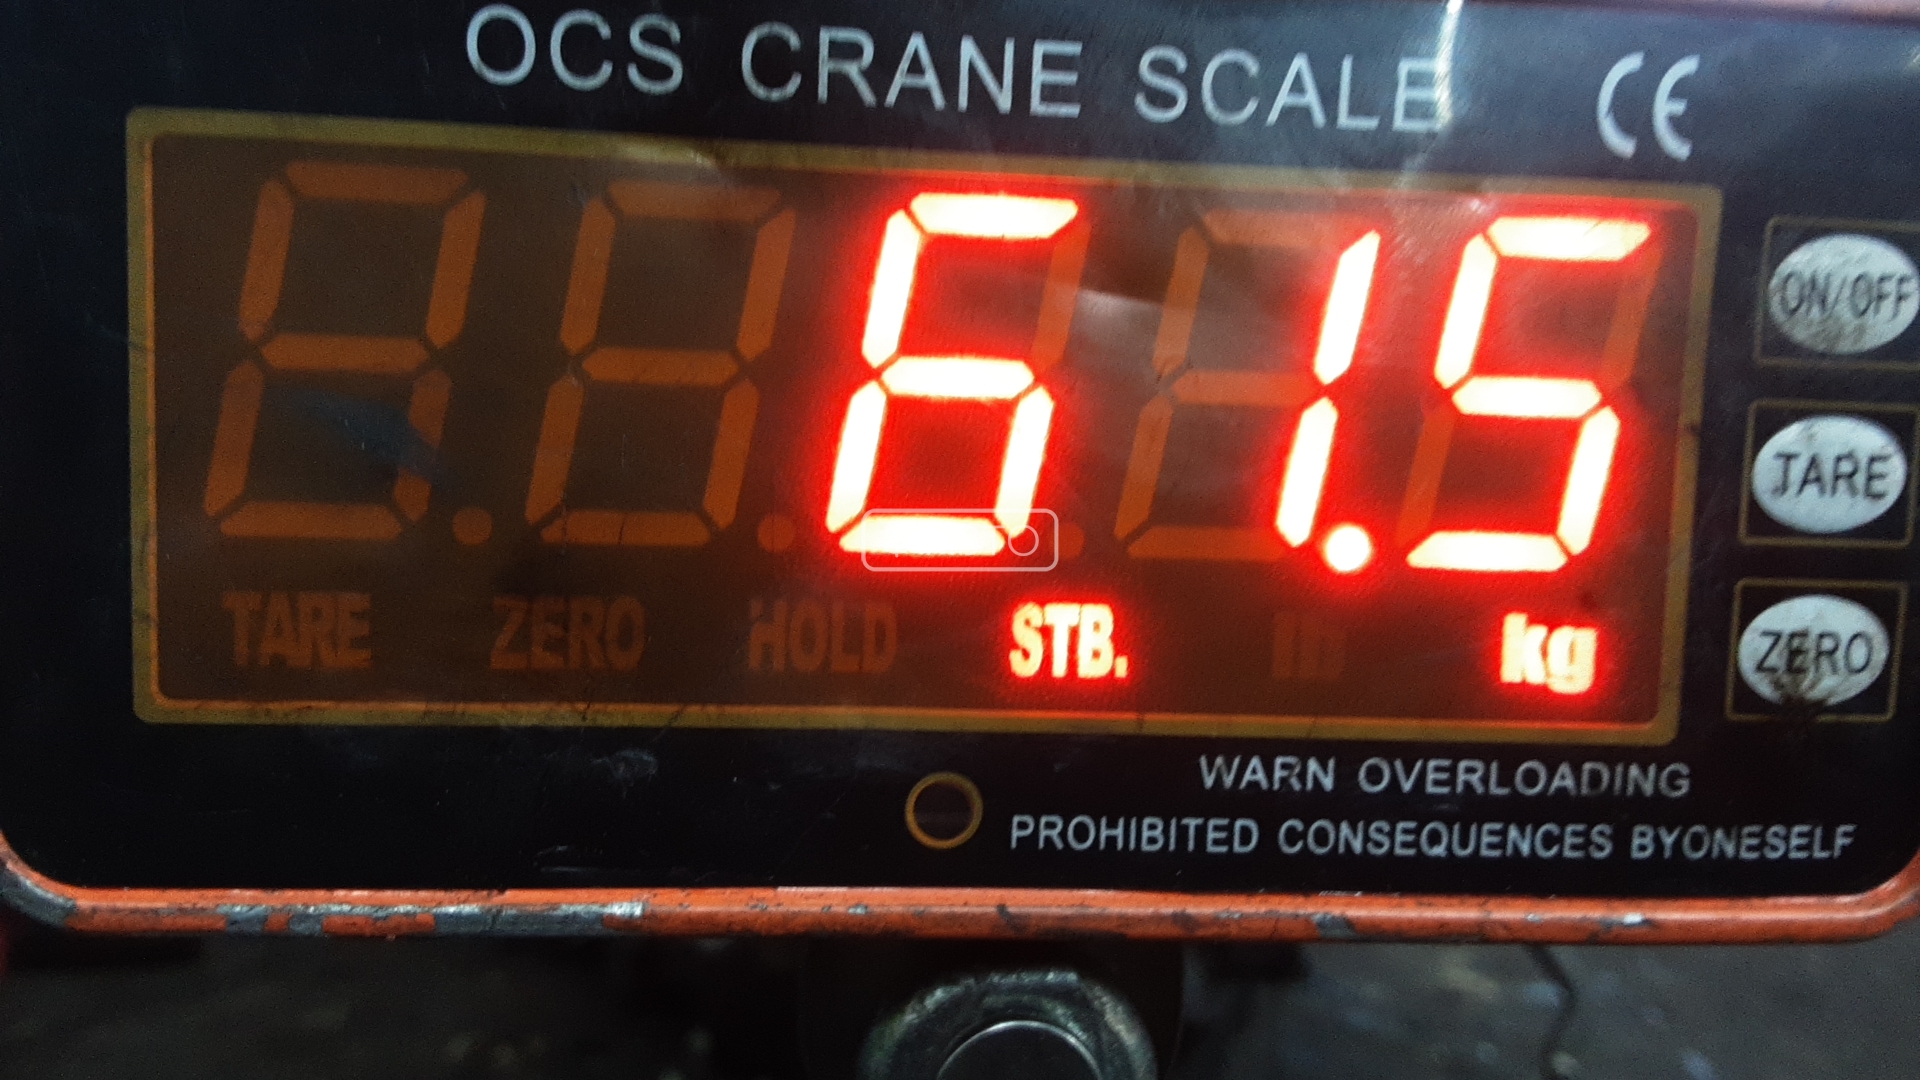 OCS CRANE SCALE CE
61.5
ON/OFF
TARE
ZERO
TARE ZERO HOLD STB. lb kg
WARN OVERLOADING
PROHIBITED CONSEQUENCES BYONESELF